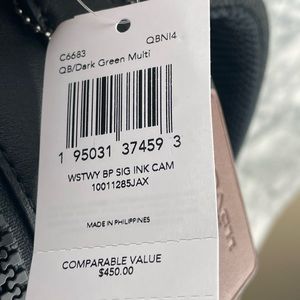 C6683 QBNI4
QB/Dark Green Multi
1 95031 37459 3
WSTWY BP SIG INK CAM
10011285JAX
MADE IN PHILIPPINES
COMPARABLE VALUE
$450.00